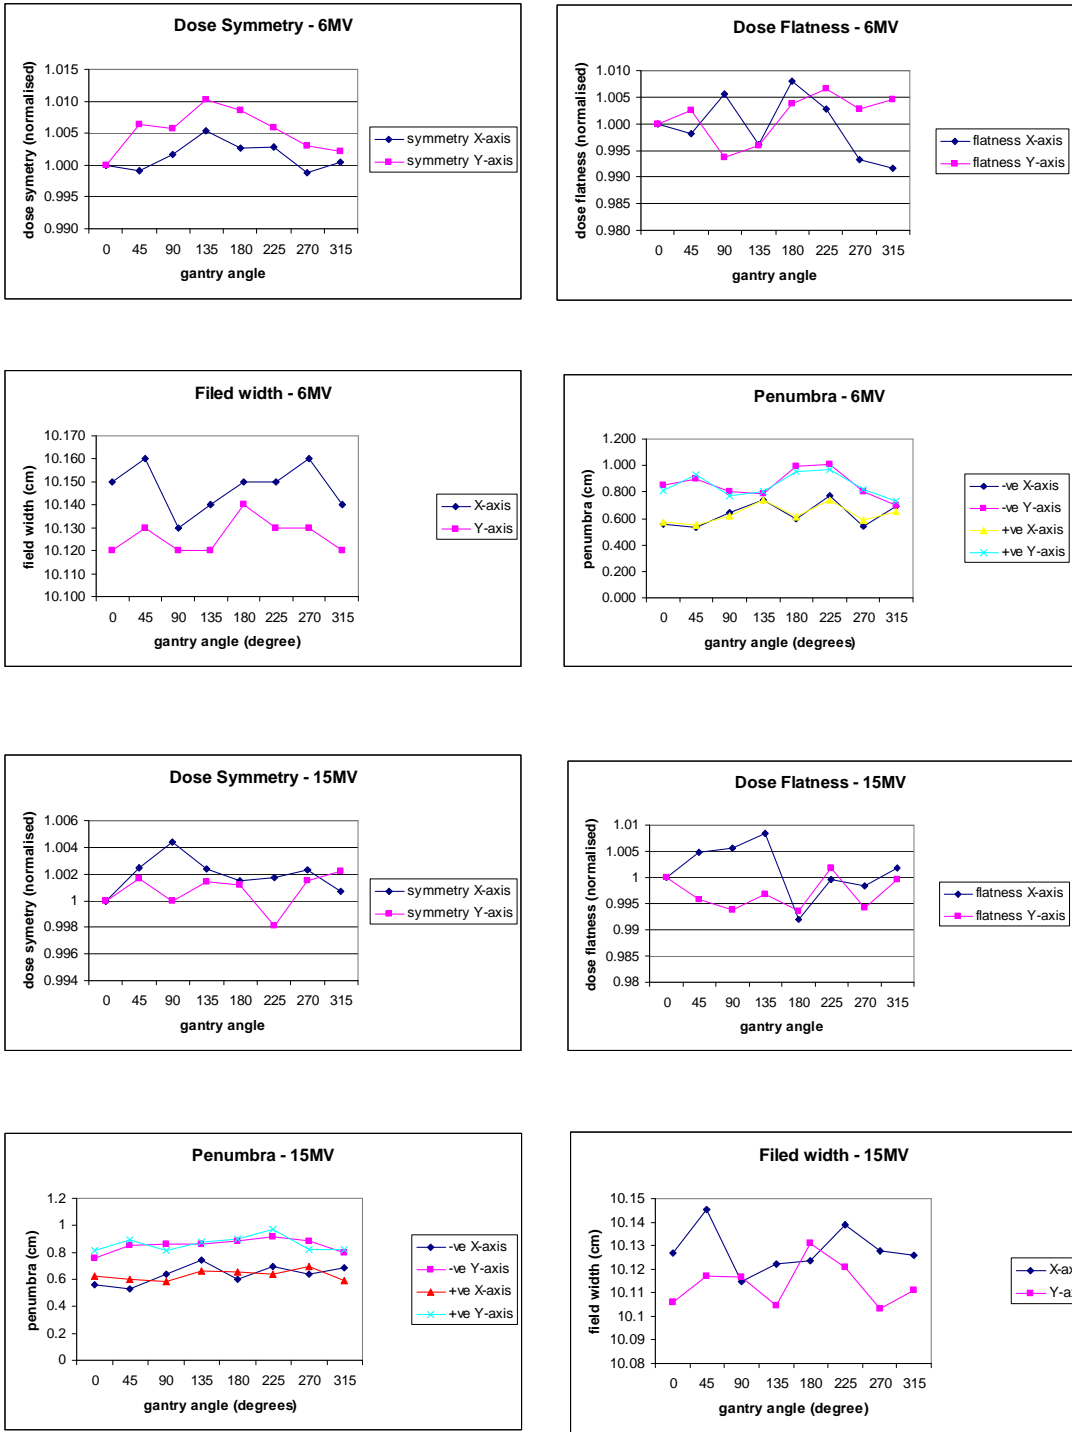 Dose Symmetry - 6MV
dose symetry (normalised)
1.015
1.010
1.005
1.000
0.995
0.990
0 45 90 135 180 225 270 315
gantry angle
symmetry X-axis
symmetry Y-axis
Dose Flatness - 6MV
dose flatness (normalised)
1.010
1.005
1.000
0.995
0.990
0.985
0.980
0 45 90 135 180 225 270 315
gantry angle
flatness X-axis
flatness Y-axis
Filed width - 6MV
field width (cm)
10.170
10.160
10.150
10.140
10.130
10.120
10.110
10.100
0 45 90 135 180 225 270 315
gantry angle (degree)
X-axis
Y-axis
Penumbra - 6MV
penumbra (cm)
1.200
1.000
0.800
0.600
0.400
0.200
0.000
0 45 90 135 180 225 270 315
gantry angle (degrees)
-ve X-axis
-ve Y-axis
+ve X-axis
+ve Y-axis
Dose Symmetry - 15MV
dose symetry (normalised)
1.006
1.004
1.002
1
0.998
0.996
0.994
0 45 90 135 180 225 270 315
gantry angle
symmetry X-axis
symmetry Y-axis
Dose Flatness - 15MV
dose flatness (normalised)
1.01
1.005
1
0.995
0.99
0.985
0.98
0 45 90 135 180 225 270 315
gantry angle
flatness X-axis
flatness Y-axis
Penumbra - 15MV
penumbra (cm)
1.2
1
0.8
0.6
0.4
0.2
0
0 45 90 135 180 225 270 315
gantry angle (degrees)
-ve X-axis
-ve Y-axis
+ve X-axis
+ve Y-axis
Filed width - 15MV
field width (cm)
10.15
10.14
10.13
10.12
10.11
10.1
10.09
10.08
0 45 90 135 180 225 270 315
gantry angle (degree)
X-ax
Y-ax